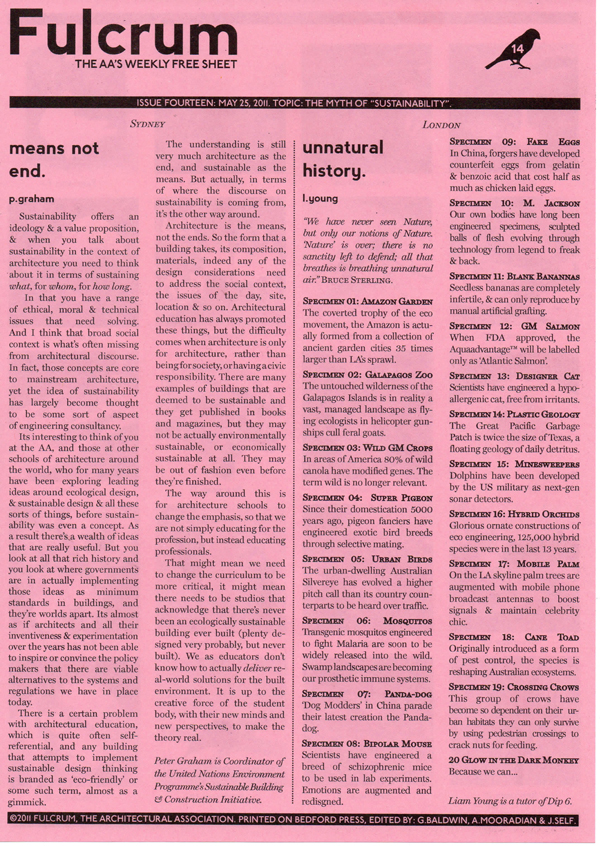 Fulcrum
THE AA'S WEEKLY FREE SHEET
14
ISSUE FOURTEEN: MAY 25, 2011. TOPIC: THE MYTH OF "SUSTAINABILITY".
SYDNEY
means not
end.
p.graham
Sustainability offers an
ideology & a value proposition,
& when you talk about
sustainability in the context of
architecture you need to think
about it in terms of sustaining
what, for whom, for how long.
In that you have a range
of ethical, moral & technical
issues that need solving.
And I think that broad social
context is what's often missing
from architectural discourse.
In fact, those concepts are core
to mainstream architecture,
yet the idea of sustainability
has largely become thought
to be some sort of aspect
of engineering consultancy.
Its interesting to think of you
at the AA, and those at other
schools of architecture around
the world, who for many years
have been exploring leading
ideas around ecological design,
& sustainable design & all these
sorts of things, before sustain-
ability was even a concept. As
a result there's a wealth of ideas
that are really useful. But you
look at all that rich history and
you look at where governments
are in actually implementing
those ideas as minimum
standards in buildings, and
they're worlds apart. Its almost
as if architects and all their
inventiveness & experimentation
over the years has not been able
to inspire or convince the policy
makers that there are viable
alternatives to the systems and
regulations we have in place
today.
There is a certain problem
with architectural education,
which is quite often self-
referential, and any building
that attempts to implement
sustainable design thinking
is branded as 'eco-friendly' or
some such term, almost as a
gimmick.
The understanding is still
very much architecture as the
end, and sustainable as the
means. But actually, in terms
of where the discourse on
sustainability is coming from,
it's the other way around.
Architecture is the means,
not the ends. So the form that a
building takes, its composition,
materials, indeed any of the
design considerations need
to address the social context,
the issues of the day, site,
location & so on. Architectural
education has always promoted
these things, but the difficulty
comes when architecture is only
for architecture, rather than
being for society, or having a civic
responsibility. There are many
examples of buildings that are
deemed to be sustainable and
they get published in books
and magazines, but they may
not be actually environmentally
sustainable, or economically
sustainable at all. They may
be out of fashion even before
they're finished.
The way around this is
for architecture schools to
change the emphasis, so that we
are not simply educating for the
profession, but instead educating
professionals.
That might mean we need
to change the curriculum to be
more critical, it might mean
there needs to be studios that
acknowledge that there's never
been an ecologically sustainable
building ever built (plenty de-
signed very probably, but never
built). We as educators don't
know how to actually deliver re-
al-world solutions for the built
environment. It is up to the
creative force of the student
body, with their new minds and
new perspectives, to make the
theory real.
Peter Graham is Coordinator of
the United Nations Environment
Programme's Sustainable Building
& Construction Initiative.
LONDON
unnatural
history.
l.young
"We have never seen Nature,
but only our notions of Nature.
'Nature' is over; there is no
sanctity left to defend; all that
breathes is breathing unnatural
air." BRUCE STERLING.
SPECIMEN 01: AMAZON GARDEN
The coverted trophy of the eco
movement, the Amazon is actu-
ally formed from a collection of
ancient garden cities 35 times
larger than LA's sprawl.
SPECIMEN 02: GALAPAGOS ZOO
The untouched wilderness of the
Galapagos Islands is in reality a
vast, managed landscape as fly-
ing ecologists in helicopter gun-
ships cull feral goats.
SPECIMEN 03: WILD GM CROPS
In areas of America 80% of wild
canola have modified genes. The
term wild is no longer relevant.
SPECIMEN 04: SUPER PIGEON
Since their domestication 5000
years ago, pigeon fanciers have
engineered exotic bird breeds
through selective mating.
SPECIMEN 05: URBAN BIRDS
The urban-dwelling Australian
Silvereye has evolved a higher
pitch call than its country coun-
terparts to be heard over traffic.
SPECIMEN 06: MOSQUITOS
Transgenic mosquitos engineered
to fight Malaria are soon to be
widely released into the wild.
Swamp landscapes are becoming
our prosthetic immune systems.
SPECIMEN 07: PANDA-DOG
'Dog Modders' in China parade
their latest creation the Panda-
dog.
SPECIMEN 08: BIPOLAR MOUSE
Scientists have engineered a
breed of schizophrenic mice
to be used in lab experiments.
Emotions are augmented and
redisgned.
SPECIMEN 09: FAKE EGGS
In China, forgers have developed
counterfeit eggs from gelatin
& benzoic acid that cost half as
much as chicken laid eggs.
SPECIMEN 10: M. JACKSON
Our own bodies have long been
engineered specimens, sculpted
balls of flesh evolving through
technology from legend to freak
& back.
SPECIMEN 11: BLANK BANANNAS
Seedless bananas are completely
infertile, & can only reproduce by
manual artificial grafting.
SPECIMEN 12: GM SALMON
When FDA approved, the
Aquaadvantage™ will be labelled
only as 'Atlantic Salmon'.
SPECIMEN 13: DESIGNER CAT
Scientists have engineered a hypo-
allergenic cat, free from irritants.
SPECIMEN 14: PLASTIC GEOLOGY
The Great Pacific Garbage
Patch is twice the size of Texas, a
floating geology of daily detritus.
SPECIMEN 15: MINESWEEPERS
Dolphins have been developed
by the US military as next-gen
sonar detectors.
SPECIMEN 16: HYBRID ORCHIDS
Glorious ornate constructions of
eco engineering, 125,000 hybrid
species were in the last 13 years.
SPECIMEN 17: MOBILE PALM
On the LA skyline palm trees are
augmented with mobile phone
broadcast antennas to boost
signals & maintain celebrity
chic.
SPECIMEN 18: CANE TOAD
Originally introduced as a form
of pest control, the species is
reshaping Australian ecosystems.
SPECIMEN 19: CROSSING CROWS
This group of crows have
become so dependent on their ur-
ban habitats they can only survive
by using pedestrian crossings to
crack nuts for feeding.
20 GLOW IN THE DARK MONKEY
Because we can...
Liam Young is a tutor of Dip 6.
©2011 FULCRUM, THE ARCHITECTURAL ASSOCIATION. PRINTED ON BEDFORD PRESS, EDITED BY: G.BALDWIN, A.MOORADIAN & J.SELF.